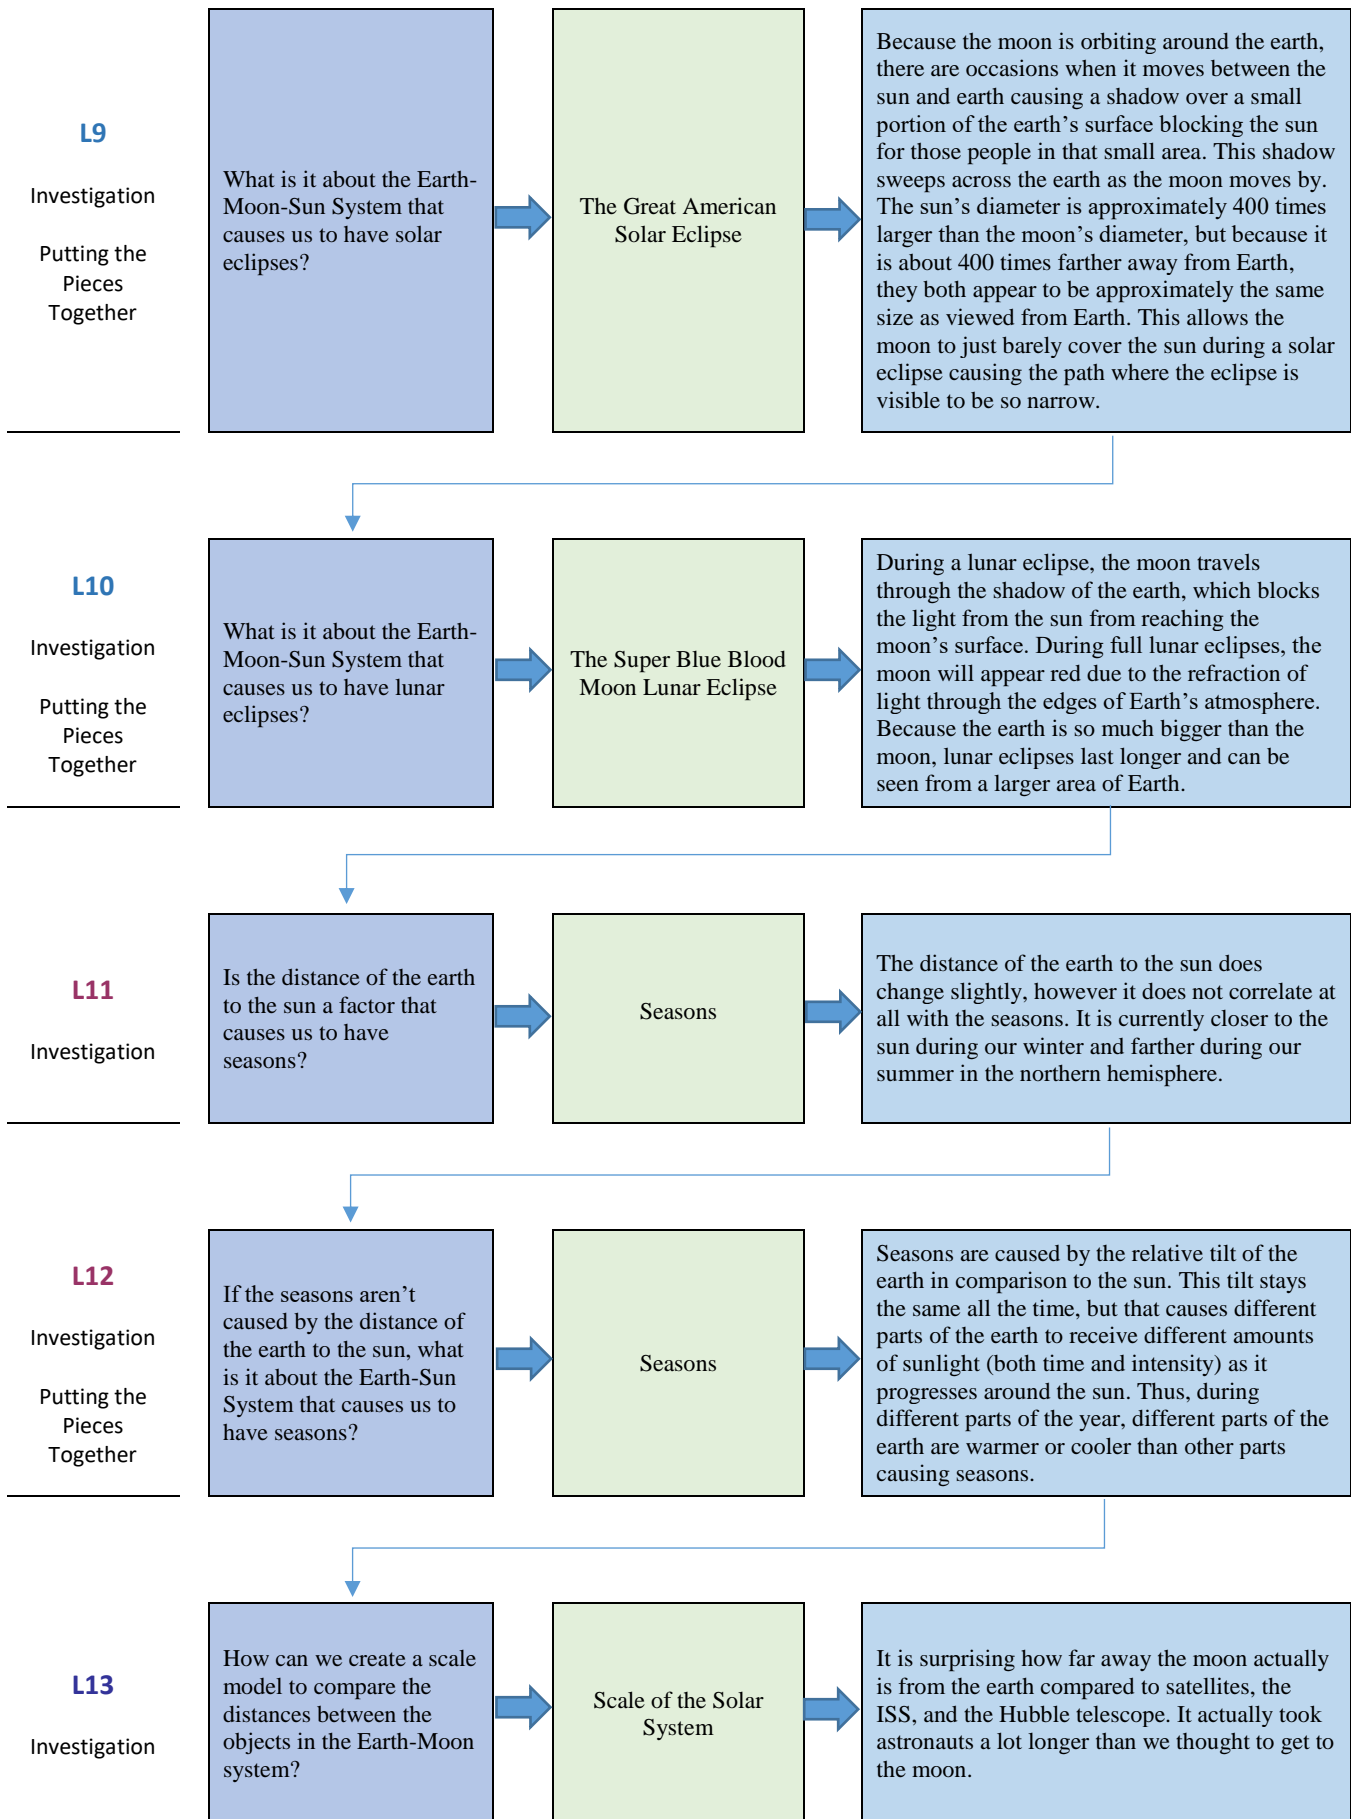 L9
Investigation
Putting the
Pieces
Together
What is it about the Earth-
Moon-Sun System that
causes us to have solar
eclipses?
The Great American
Solar Eclipse
Because the moon is orbiting around the earth,
there are occasions when it moves between the
sun and earth causing a shadow over a small
portion of the earth’s surface blocking the sun
for those people in that small area. This shadow
sweeps across the earth as the moon moves by.
The sun’s diameter is approximately 400 times
larger than the moon’s diameter, but because it
is about 400 times farther away from Earth,
they both appear to be approximately the same
size as viewed from Earth. This allows the
moon to just barely cover the sun during a solar
eclipse causing the path where the eclipse is
visible to be so narrow.
L10
Investigation
Putting the
Pieces
Together
What is it about the Earth-
Moon-Sun System that
causes us to have lunar
eclipses?
The Super Blue Blood
Moon Lunar Eclipse
During a lunar eclipse, the moon travels
through the shadow of the earth, which blocks
the light from the sun from reaching the
moon’s surface. During full lunar eclipses, the
moon will appear red due to the refraction of
light through the edges of Earth’s atmosphere.
Because the earth is so much bigger than the
moon, lunar eclipses last longer and can be
seen from a larger area of Earth.
L11
Investigation
Is the distance of the earth
to the sun a factor that
causes us to have
seasons?
Seasons
The distance of the earth to the sun does
change slightly, however it does not correlate at
all with the seasons. It is currently closer to the
sun during our winter and farther during our
summer in the northern hemisphere.
L12
Investigation
Putting the
Pieces
Together
If the seasons aren’t
caused by the distance of
the earth to the sun, what
is it about the Earth-Sun
System that causes us to
have seasons?
Seasons
Seasons are caused by the relative tilt of the
earth in comparison to the sun. This tilt stays
the same all the time, but that causes different
parts of the earth to receive different amounts
of sunlight (both time and intensity) as it
progresses around the sun. Thus, during
different parts of the year, different parts of the
earth are warmer or cooler than other parts
causing seasons.
L13
Investigation
How can we create a scale
model to compare the
distances between the
objects in the Earth-Moon
system?
Scale of the Solar
System
It is surprising how far away the moon actually
is from the earth compared to satellites, the
ISS, and the Hubble telescope. It actually took
astronauts a lot longer than we thought to get to
the moon.